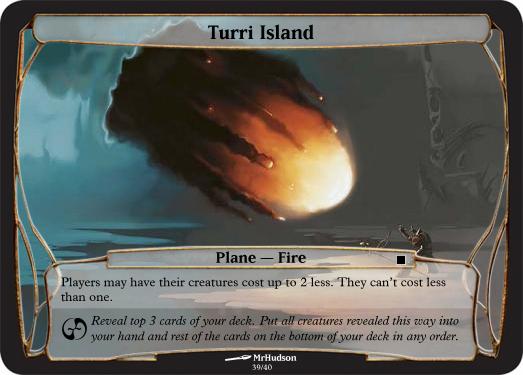 Turri Island
Plane — Fire
Players may have their creatures cost up to 2 less. They can't cost less
than one.
Reveal top 3 cards of your deck. Put all creatures revealed this way into
your hand and rest of the cards on the bottom of your deck in any order.
MrHudson
39/40